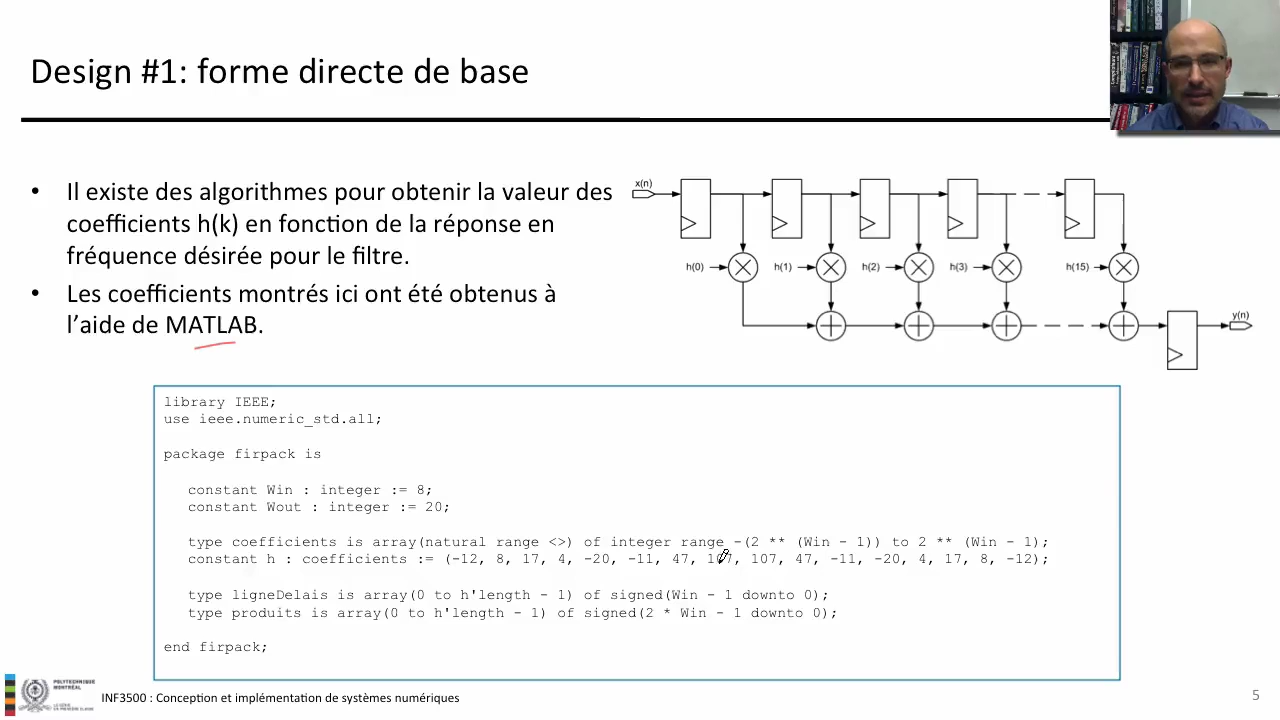 Design #1: forme directe de base
• Il existe des algorithmes pour obtenir la valeur des
coefficients h(k) en fonction de la réponse en
fréquence désirée pour le filtre.
• Les coefficients montrés ici ont été obtenus à
l'aide de MATLAB.
x(n)
h(0)
h(1)
h(2)
h(3)
h(15)
y(n)
library IEEE;
use ieee.numeric_std.all;
package firpack is
constant Win : integer := 8;
constant Wout : integer := 20;
type coefficients is array(natural range <>) of integer range -(2 ** (Win - 1)) to 2 ** (Win - 1);
constant h : coefficients := (-12, 8, 17, 4, -20, -11, 47, 107, 107, 47, -11, -20, 4, 17, 8, -12);
type ligneDelais is array(0 to h'length - 1) of signed(Win - 1 downto 0);
type produits is array(0 to h'length - 1) of signed(2 * Win - 1 downto 0);
end firpack;
POLYTECHNIQUE
MONTRÉAL
INF3500 : Conception et implémentation de systèmes numériques
5